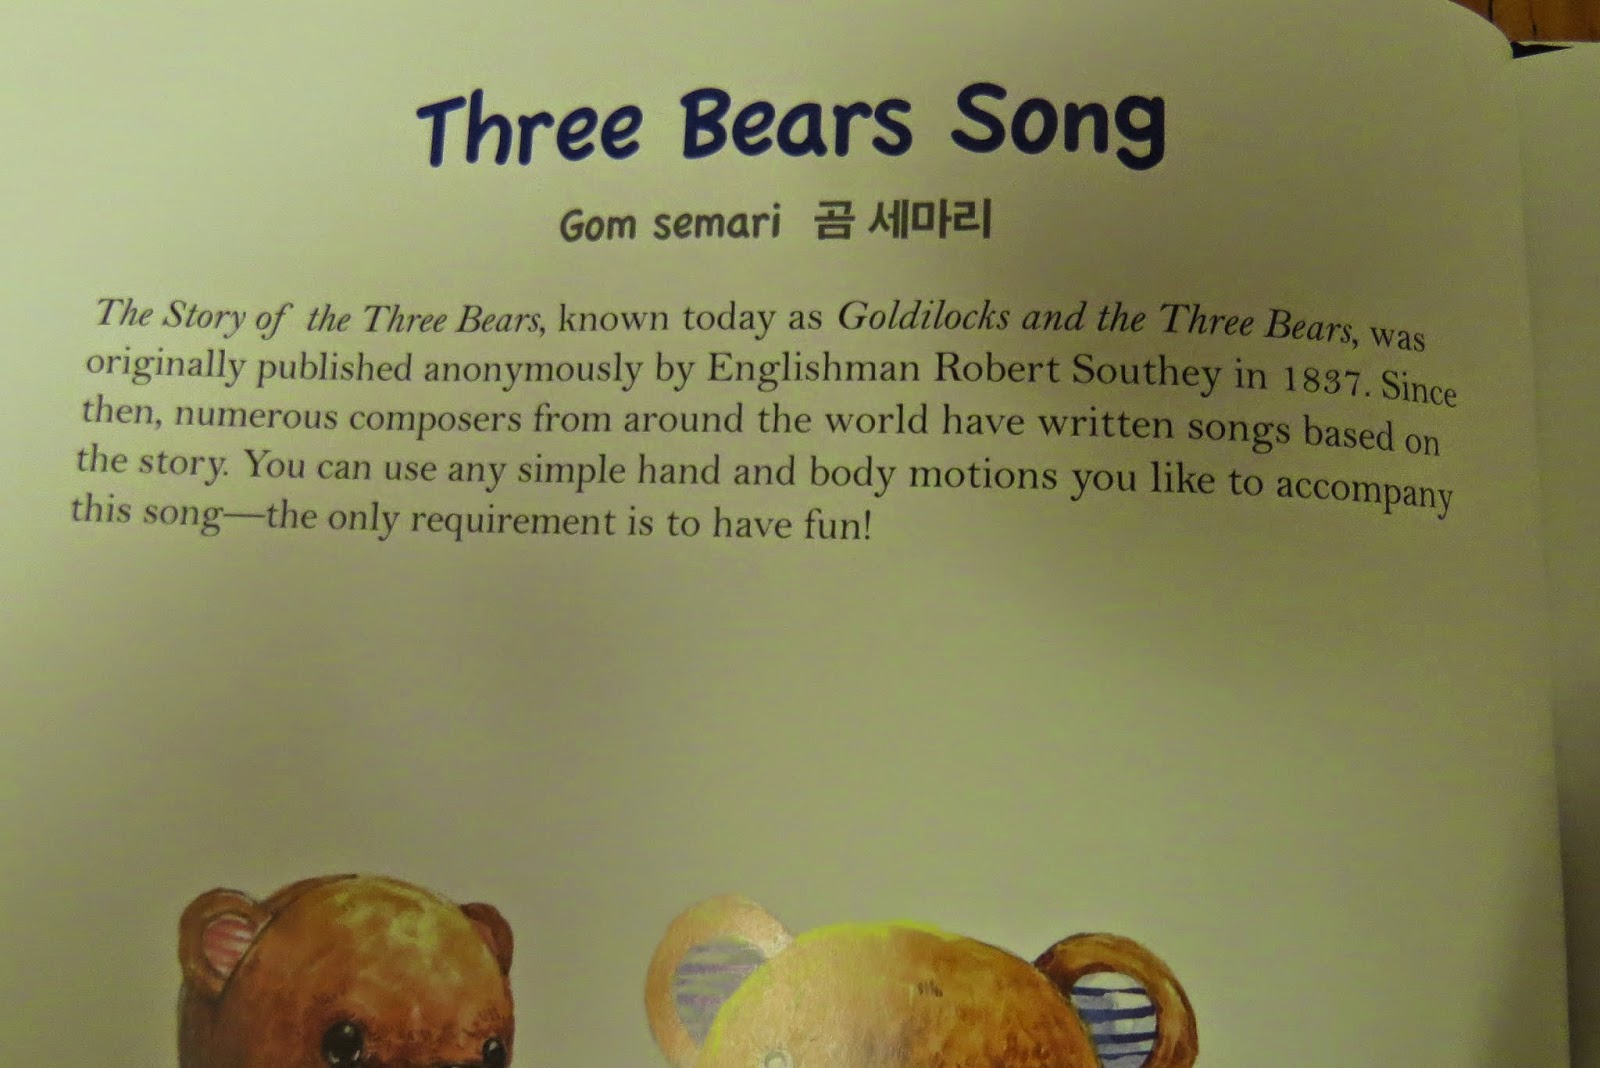 Three Bears Song
Gom semari 곰 세마리
The Story of the Three Bears, known today as Goldilocks and the Three Bears, was
originally published anonymously by Englishman Robert Southey in 1837. Since
then, numerous composers from around the world have written songs based on
the story. You can use any simple hand and body motions you like to accompany
this song—the only requirement is to have fun!